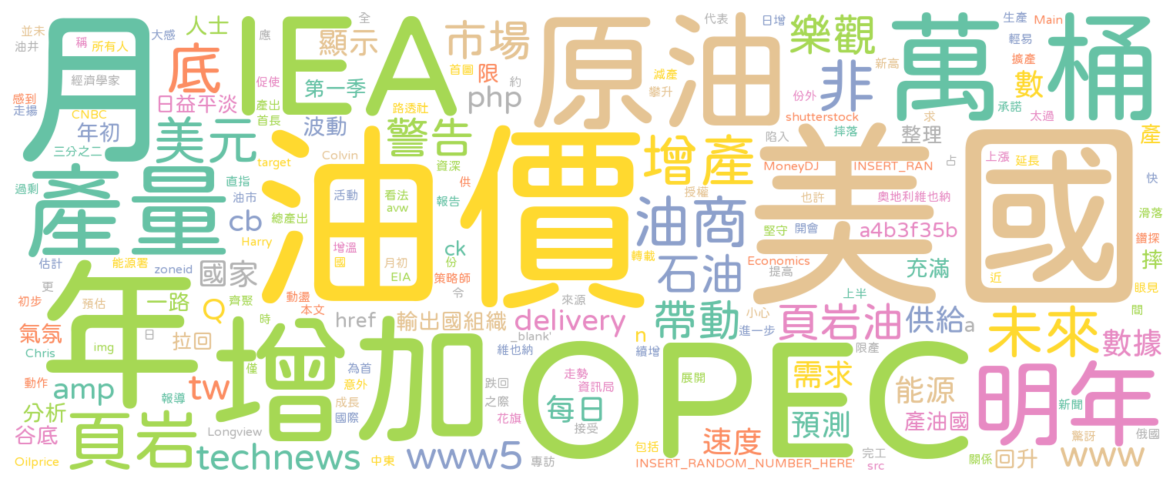 並未 人士 全 應 代表 日增 生產 Main
月 IEA 顯示 市場 原油 樂觀 萬桶
油井 稱 所有人 大感 底 首圖 約 減產 新高 輕易 擴產
經濟學家 促使 第一季 限 非 數
感到 日益平淡 產出 路透社 php 攀升 份外 承諾 求 太過
走揚 CNBC 年初 首長 波動 shutterstock
三分之二 美元 警告 陷入 摔落 整理 產
target Colvin 資深 增產 MoneyDJ INSERT_RAN 占 上漲 延長
過剩 直指 活動 看法 供 授權 也許 奧地利維也納 快
產量 油市 avw 報告 油價 美國
cb 總產出 油商 堅守 開會 a4b3f35b 滑落
Harry 增溫 月初 ck 轉載 鑽探
估計 能源署 zoneid 國家 國 EIA 份 石油 Economics 充滿 摔
更 策略師 提高 近 眼見
初步 預估 一路 Q 齊聚 動盪 令 來源 上半 間
年 本文 帶動 小心
氣氛 日 時 href 輸出國組織 delivery n 進一步 頁岩油 供給 a 未來 數據
Chris img 拉回 僅 _blank' 維也納 續增 限產
動作 amp 報導 tw 增加 為首 跌回 走勢 展開 需求 能源 明年
意外 OPEC 資訊局
分析 成長 之際 每日 預測 產油國 新聞
谷底 頁岩 Longview 國際 花旗 接受 驚訝 俄國
technews www5 速度 包括 完工 關係 回升 www
Oilprice 中東 專訪 INSERT_RANDOM_NUMBER_HERE' src